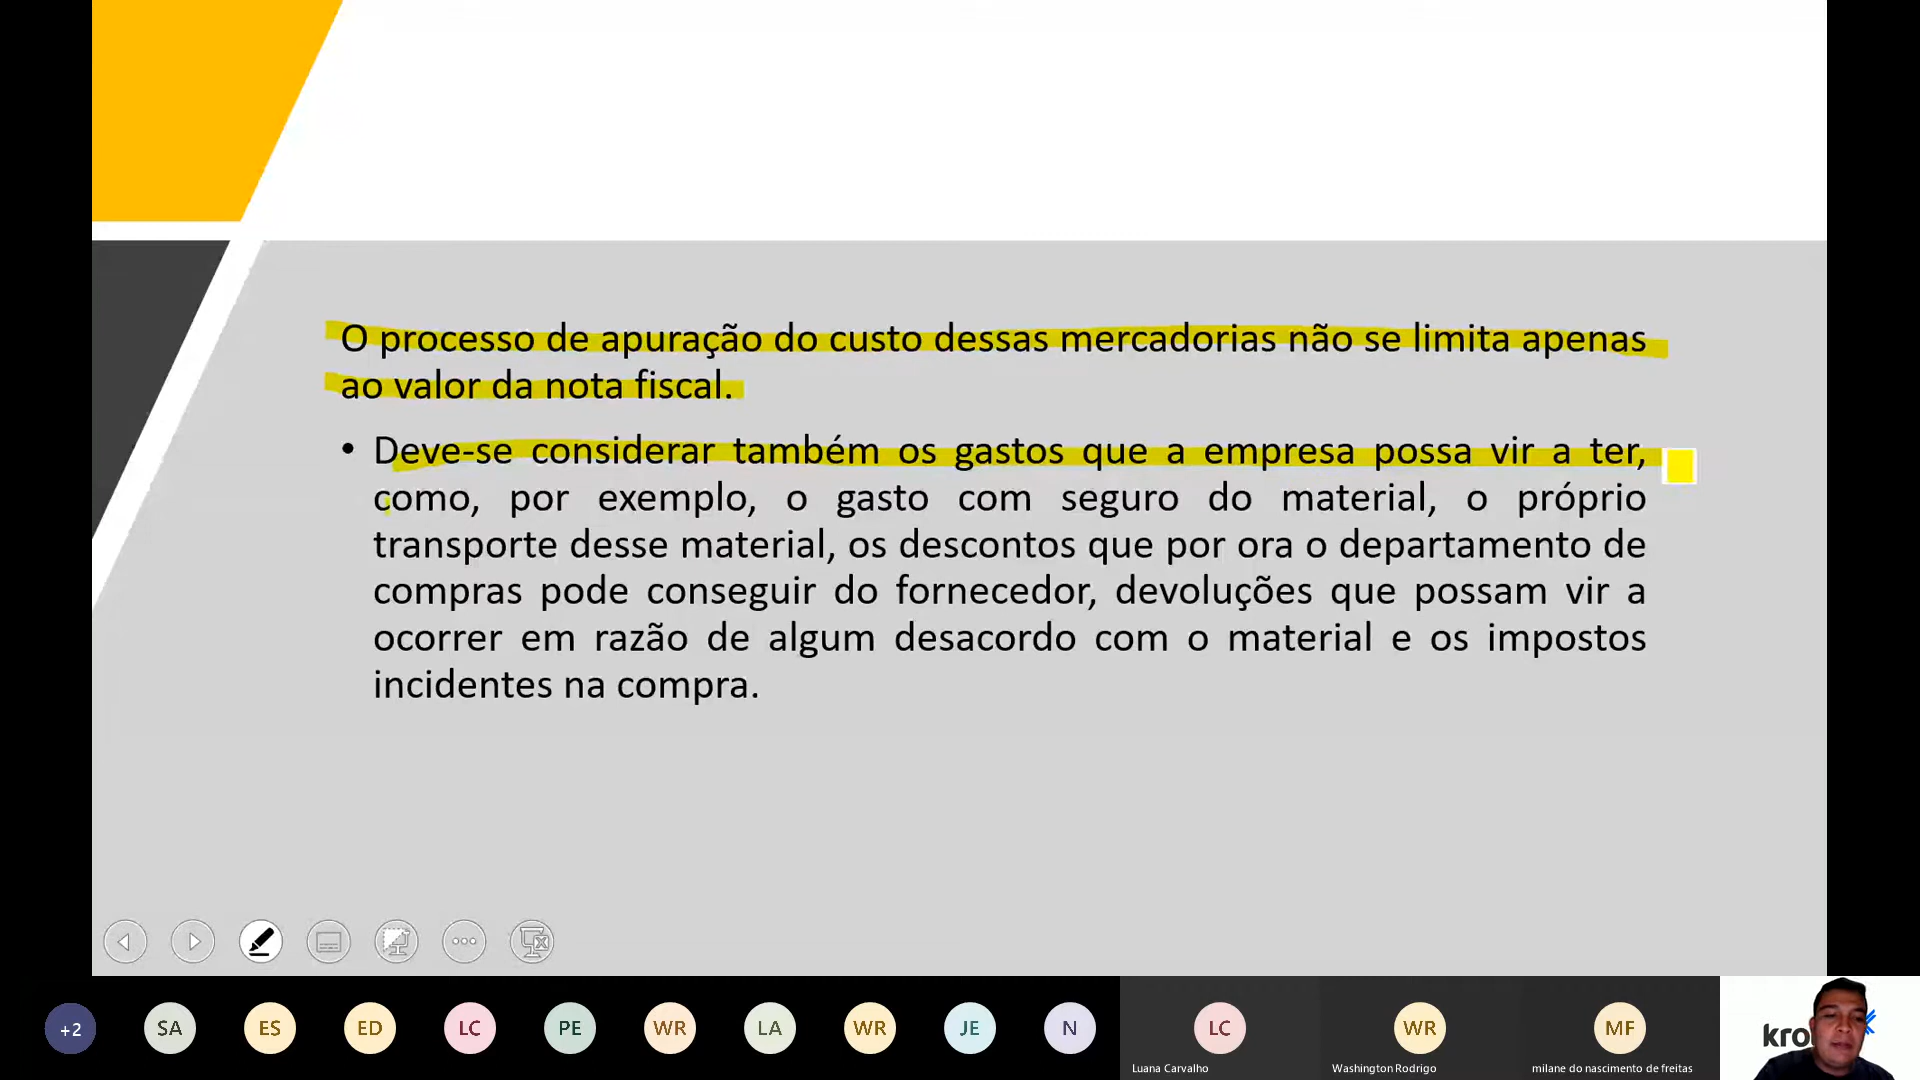 O processo de apuração do custo dessas mercadorias não se limita apenas
ao valor da nota fiscal.
• Deve-se considerar também os gastos que a empresa possa vir a ter,
como, por exemplo, o gasto com seguro do material, o próprio
transporte desse material, os descontos que por ora o departamento de
compras pode conseguir do fornecedor, devoluções que possam vir a
ocorrer em razão de algum desacordo com o material e os impostos
incidentes na compra.
+2 SA ES ED LC PE WR LA WR JE N LC WR MF
Luana Carvalho Washington Rodrigo milane do nascimento de freitas